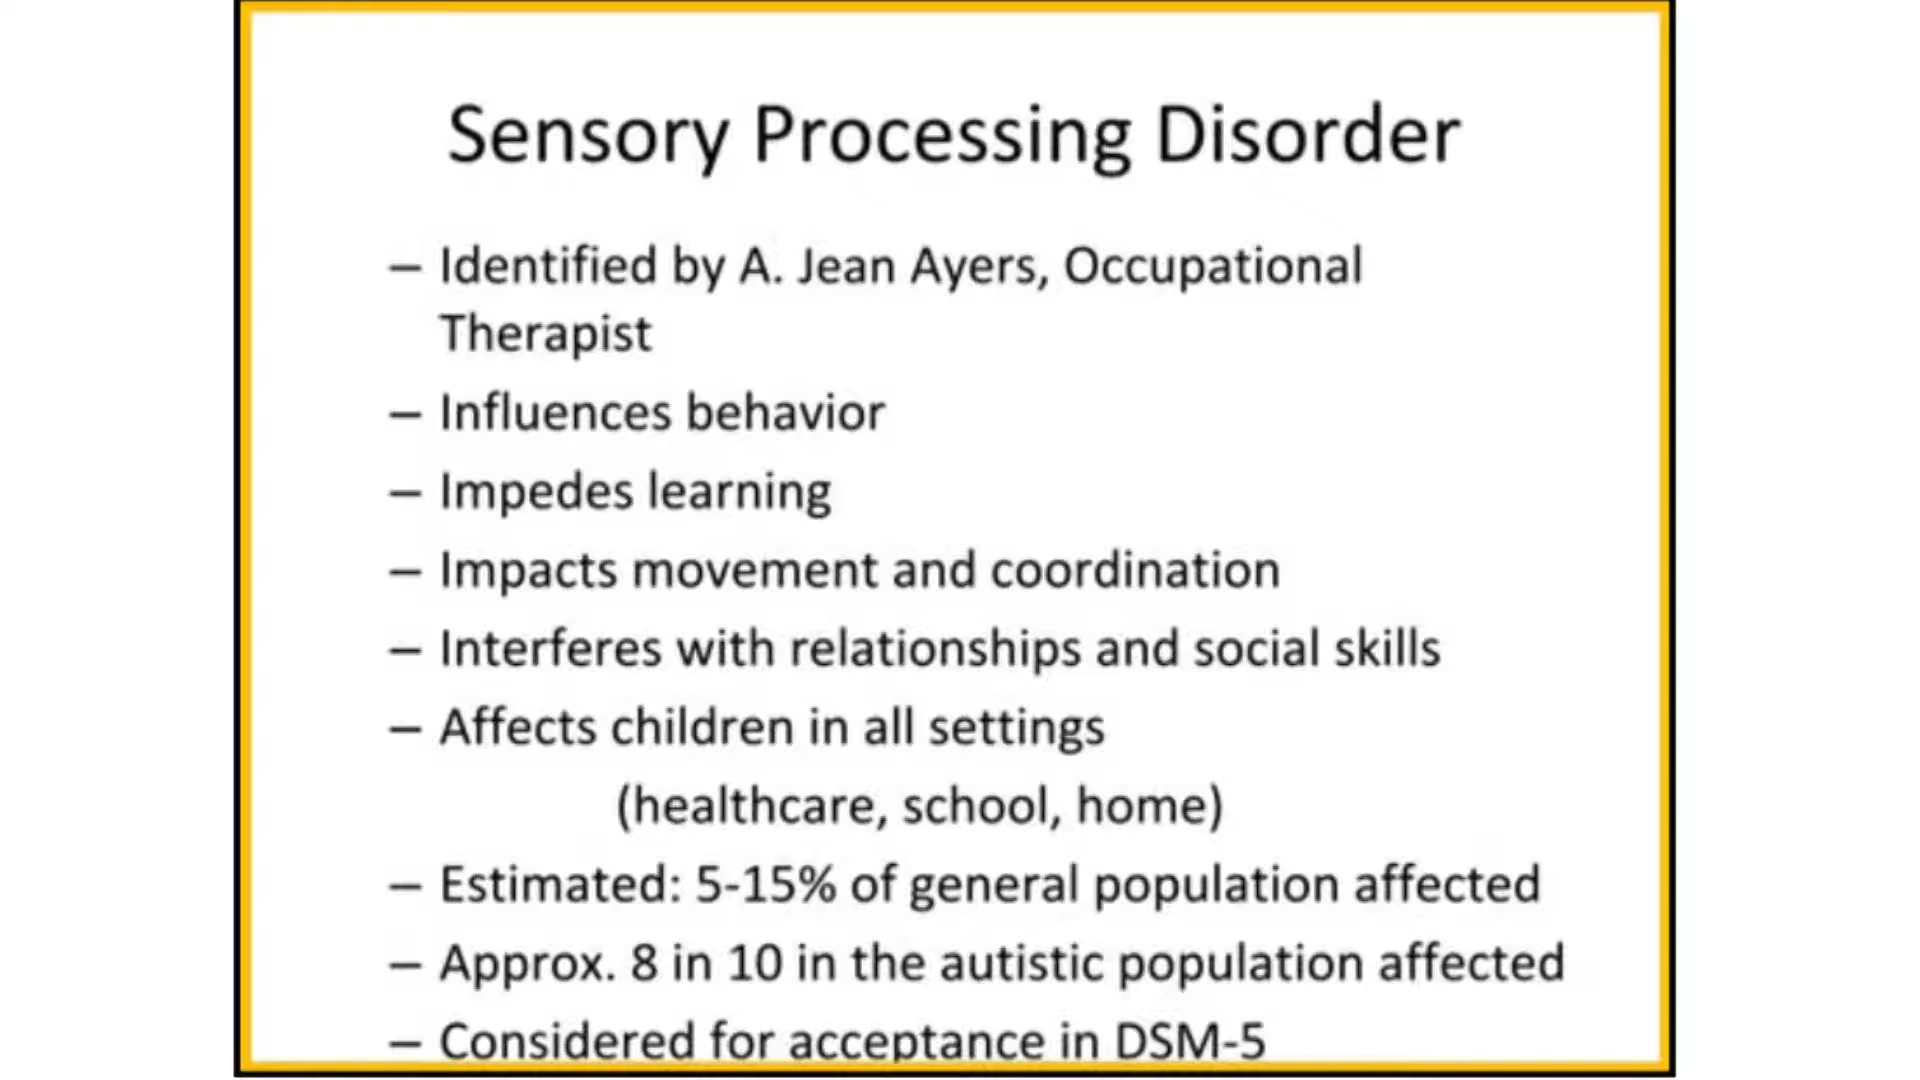 Sensory Processing Disorder
– Identified by A. Jean Ayers, Occupational
Therapist
– Influences behavior
– Impedes learning
– Impacts movement and coordination
– Interferes with relationships and social skills
– Affects children in all settings
(healthcare, school, home)
– Estimated: 5-15% of general population affected
– Approx. 8 in 10 in the autistic population affected
– Considered for acceptance in DSM-5